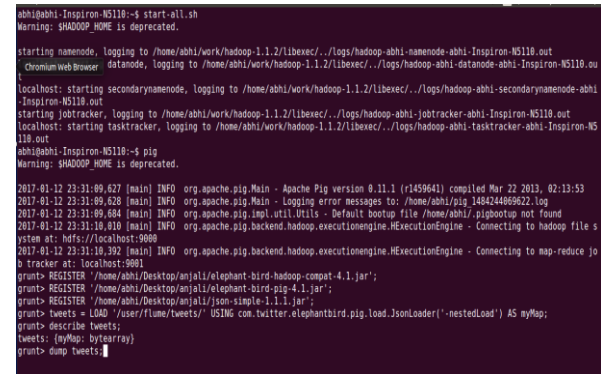 abhi@abhi-Inspiron-N5110:~$ start-all.sh
Warning: $HADOOP_HOME is deprecated.
starting namenode, logging to /home/abhi/work/hadoop-1.1.2/libexec/../logs/hadoop-abhi-namenode-abhi-Inspiron-N5110.out
Chromium Web Browser datanode, logging to /home/abhi/work/hadoop-1.1.2/libexec/../logs/hadoop-abhi-datanode-abhi-Inspiron-N5110.ou
t
localhost: starting secondarynamenode, logging to /home/abhi/work/hadoop-1.1.2/libexec/../logs/hadoop-abhi-secondarynamenode-abhi
-Inspiron-N5110.out
starting jobtracker, logging to /home/abhi/work/hadoop-1.1.2/libexec/../logs/hadoop-abhi-jobtracker-abhi-Inspiron-N5110.out
localhost: starting tasktracker, logging to /home/abhi/work/hadoop-1.1.2/libexec/../logs/hadoop-abhi-tasktracker-abhi-Inspiron-N5
110.out
abhi@abhi-Inspiron-N5110:~$ pig
Warning: $HADOOP_HOME is deprecated.
2017-01-12 23:31:09,627 [main] INFO org.apache.pig.Main - Apache Pig version 0.11.1 (r1459641) compiled Mar 22 2013, 02:13:53
2017-01-12 23:31:09,628 [main] INFO org.apache.pig.Main - Logging error messages to: /home/abhi/pig_1484244069622.log
2017-01-12 23:31:09,684 [main] INFO org.apache.pig.impl.util.Utils - Default bootup file /home/abhi/.pigbootup not found
2017-01-12 23:31:10,010 [main] INFO org.apache.pig.backend.hadoop.executionengine.HExecutionEngine - Connecting to hadoop file s
ystem at: hdfs://localhost:9000
2017-01-12 23:31:10,392 [main] INFO org.apache.pig.backend.hadoop.executionengine.HExecutionEngine - Connecting to map-reduce jo
b tracker at: localhost:9001
grunt> REGISTER '/home/abhi/Desktop/anjali/elephant-bird-hadoop-compat-4.1.jar';
grunt> REGISTER '/home/abhi/Desktop/anjali/elephant-bird-pig-4.1.jar';
grunt> REGISTER '/home/abhi/Desktop/anjali/json-simple-1.1.1.jar';
grunt> tweets = LOAD '/user/flume/tweets/' USING com.twitter.elephantbird.pig.load.JsonLoader('-nestedLoad') AS myMap;
grunt> describe tweets;
tweets: {myMap: bytearray}
grunt> dump tweets;